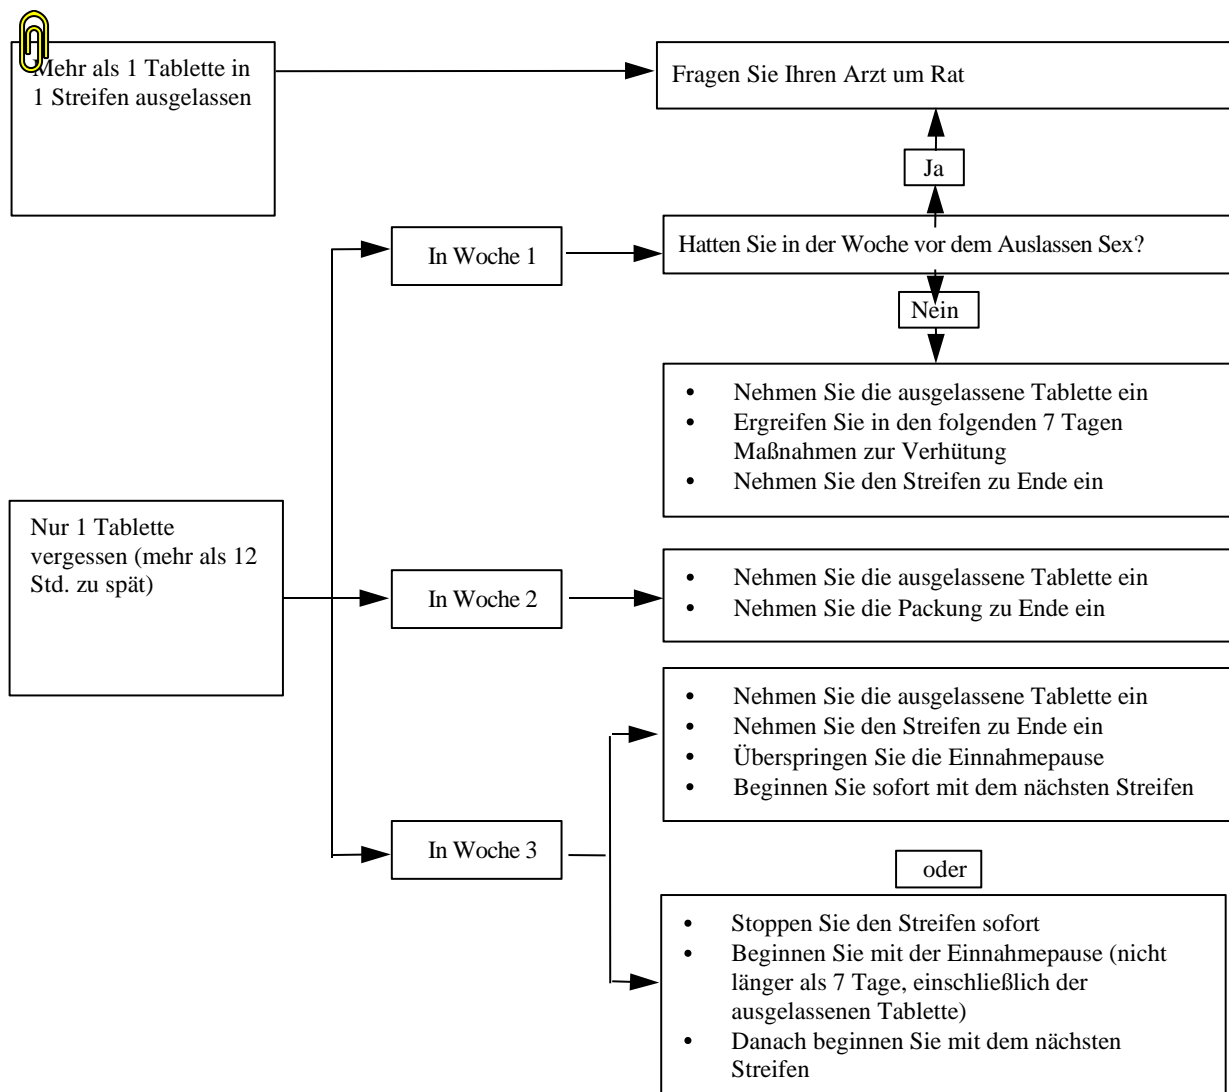 Mehr als 1 Tablette in
1 Streifen ausgelassen
Fragen Sie Ihren Arzt um Rat
Ja
In Woche 1
Hatten Sie in der Woche vor dem Auslassen Sex?
Nein
• Nehmen Sie die ausgelassene Tablette ein
• Ergreifen Sie in den folgenden 7 Tagen
Maßnahmen zur Verhütung
• Nehmen Sie den Streifen zu Ende ein
Nur 1 Tablette
vergessen (mehr als 12
Std. zu spät)
In Woche 2
• Nehmen Sie die ausgelassene Tablette ein
• Nehmen Sie die Packung zu Ende ein
In Woche 3
• Nehmen Sie die ausgelassene Tablette ein
• Nehmen Sie den Streifen zu Ende ein
• Überspringen Sie die Einnahmepause
• Beginnen Sie sofort mit dem nächsten Streifen
oder
• Stoppen Sie den Streifen sofort
• Beginnen Sie mit der Einnahmepause (nicht
länger als 7 Tage, einschließlich der
ausgelassenen Tablette)
• Danach beginnen Sie mit dem nächsten
Streifen